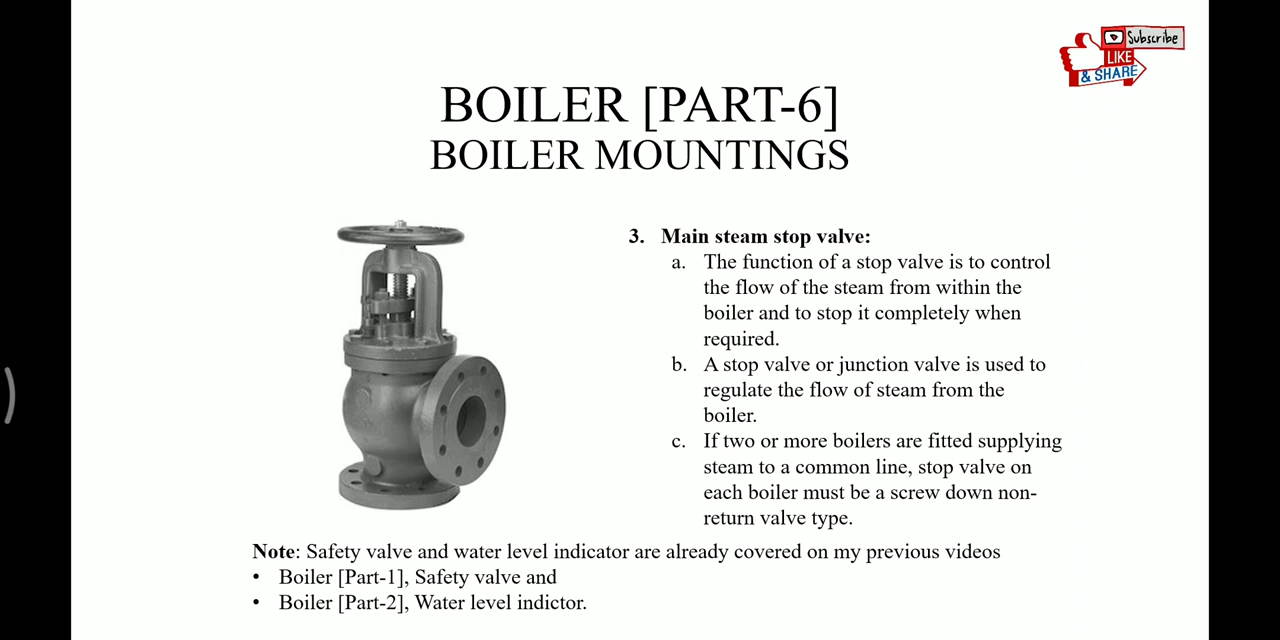 Subscribe
LIKE
& SHARE
BOILER [PART-6]
BOILER MOUNTINGS
3. Main steam stop valve:
a. The function of a stop valve is to control
the flow of the steam from within the
boiler and to stop it completely when
required.
b. A stop valve or junction valve is used to
regulate the flow of steam from the
boiler.
c. If two or more boilers are fitted supplying
steam to a common line, stop valve on
each boiler must be a screw down non-
return valve type.
Note: Safety valve and water level indicator are already covered on my previous videos
• Boiler [Part-1], Safety valve and
• Boiler [Part-2], Water level indictor.